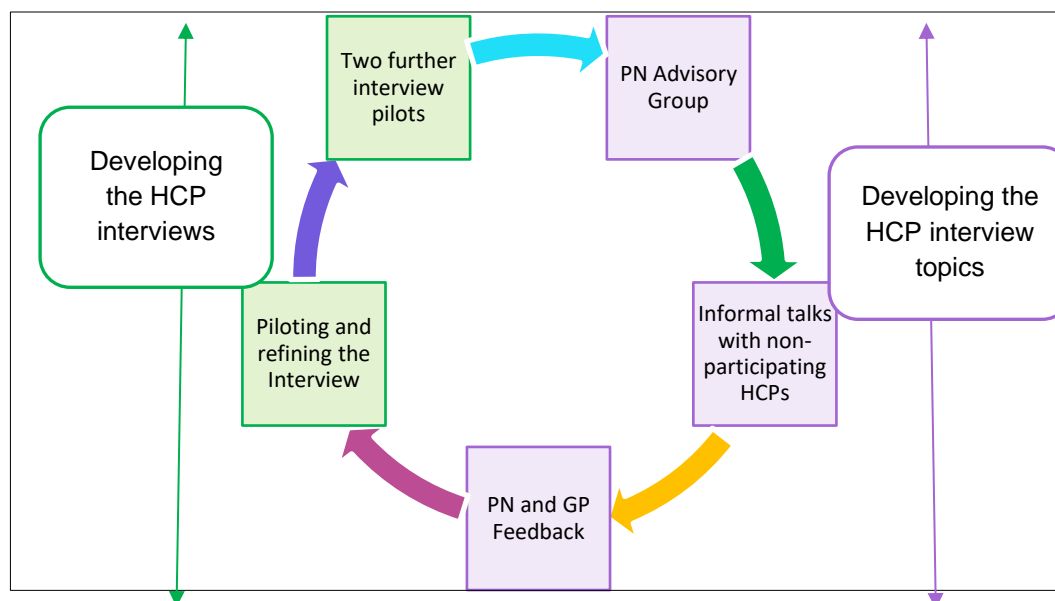 Two further
interview
pilots
PN Advisory
Group
Developing
the HCP
interviews
Developing the
HCP interview
topics
Piloting and
refining the
Interview
Informal talks
with non-
participating
HCPs
PN and GP
Feedback